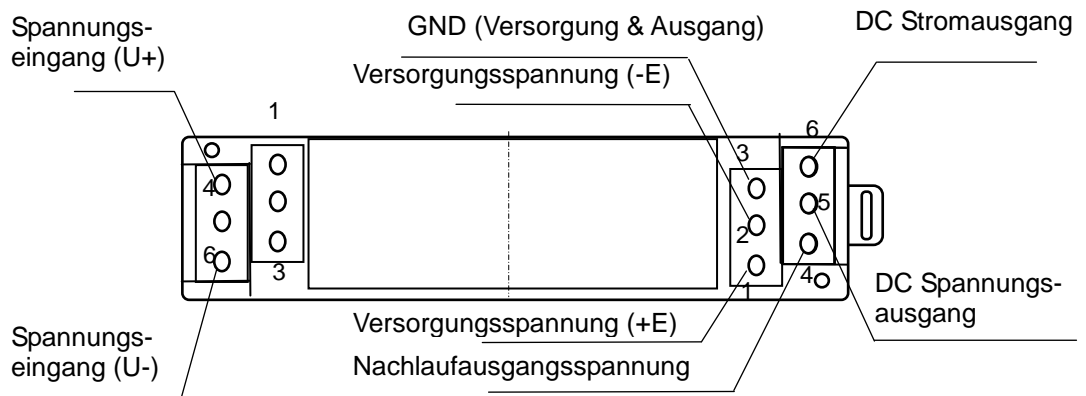 Spannungs-
eingang (U+)
GND (Versorgung & Ausgang)
DC Stromausgang
Versorgungsspannung (-E)
1
6
3
4
5
2
6
3
1
4
DC Spannungs-
ausgang
Versorgungsspannung (+E)
Spannungs-
eingang (U-)
Nachlaufausgangsspannung